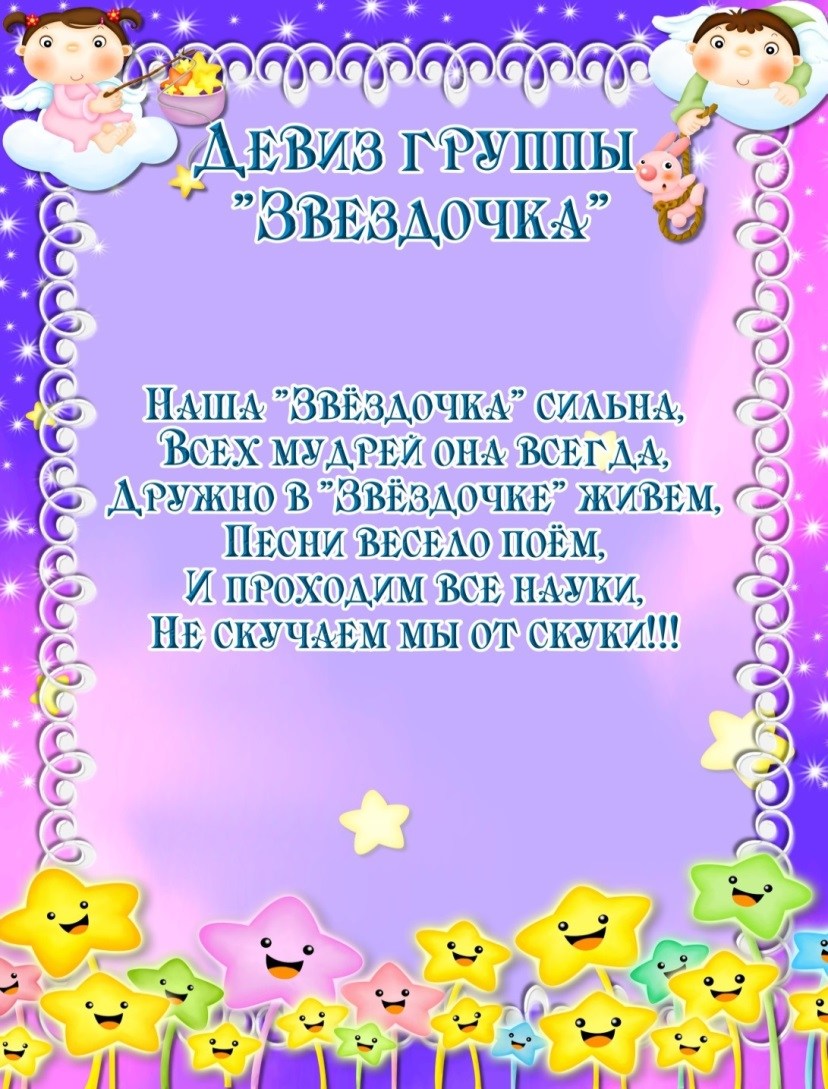 Девиз группы
"Звездочка"
Наша "Звёздочка" сильна,
Всех мудрей она всегда,
Дружно в "Звёздочке" живем,
Песни весело поём,
И проходим все науки,
Не скучаем мы от скуки!!!